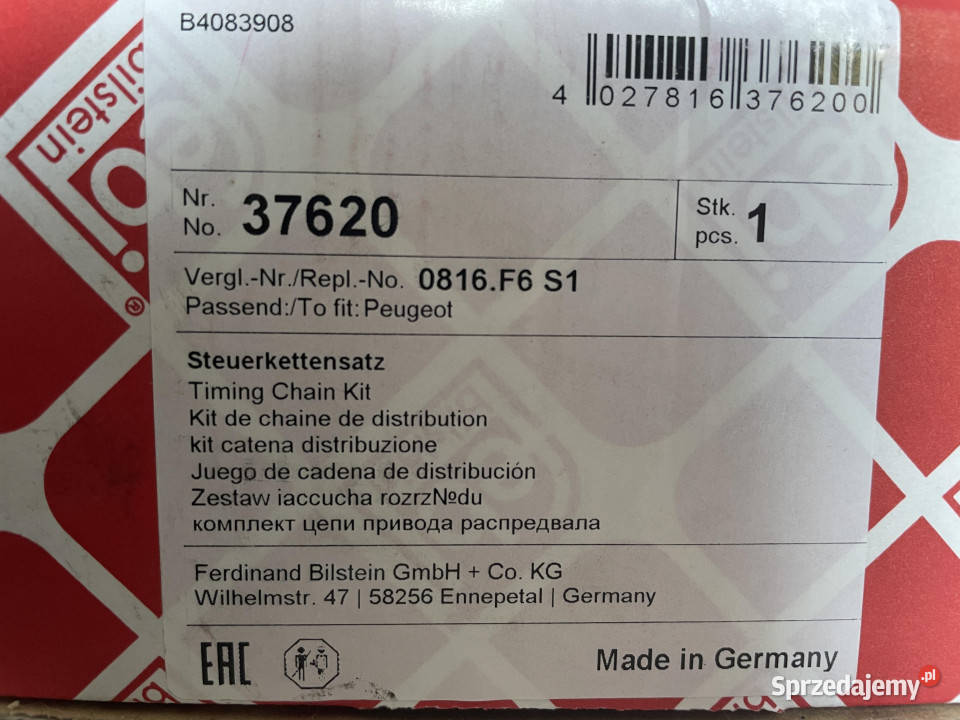 B4083908
4 027816 376200
Nr.
No. 37620
Stk.
pcs. 1
Vergl.-Nr./Repl.-No. 0816.F6 S1
Passend:/To fit: Peugeot
Steuerkettensatz
Timing Chain Kit
Kit de chaine de distribution
kit catena distribuzione
Juego de cadena de distribución
Zestaw iaccucha rozrz№du
комплект цепи привода распредвала
Ferdinand Bilstein GmbH + Co. KG
Wilhelmstr. 47 | 58256 Ennepetal | Germany
EAC
Made in Germany
bilstein
®
Sprzedajemy.pl